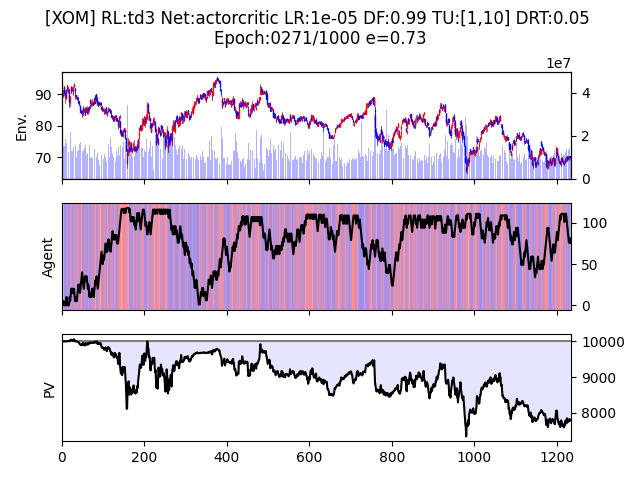 [XOM] RL:td3 Net:actorcritic LR:1e-05 DF:0.99 TU:[1,10] DRT:0.05
Epoch:0271/1000 e=0.73
1e7
Env.
90
80
70
4
2
0
Agent
100
50
0
PV
10000
9000
8000
0 200 400 600 800 1000 1200